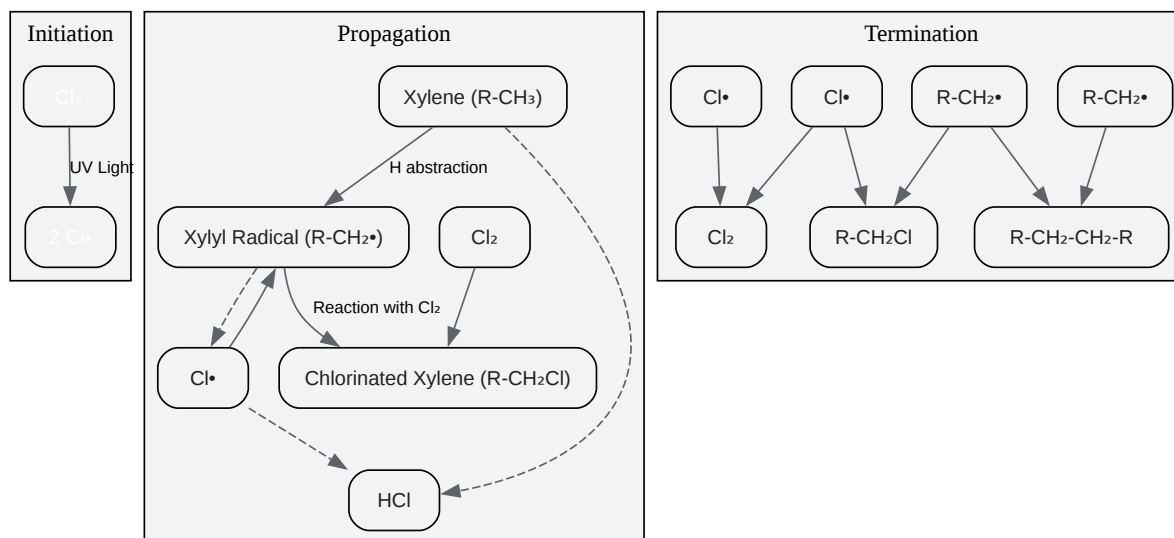 Initiation
Cl₂
UV Light
2 Cl•
Propagation
Xylene (R-CH₃)
H abstraction
Xylyl Radical (R-CH₂•)
Cl₂
Reaction with Cl₂
Cl•
Chlorinated Xylene (R-CH₂Cl)
HCl
Termination
Cl•
Cl•
R-CH₂•
R-CH₂•
Cl₂
R-CH₂Cl
R-CH₂-CH₂-R